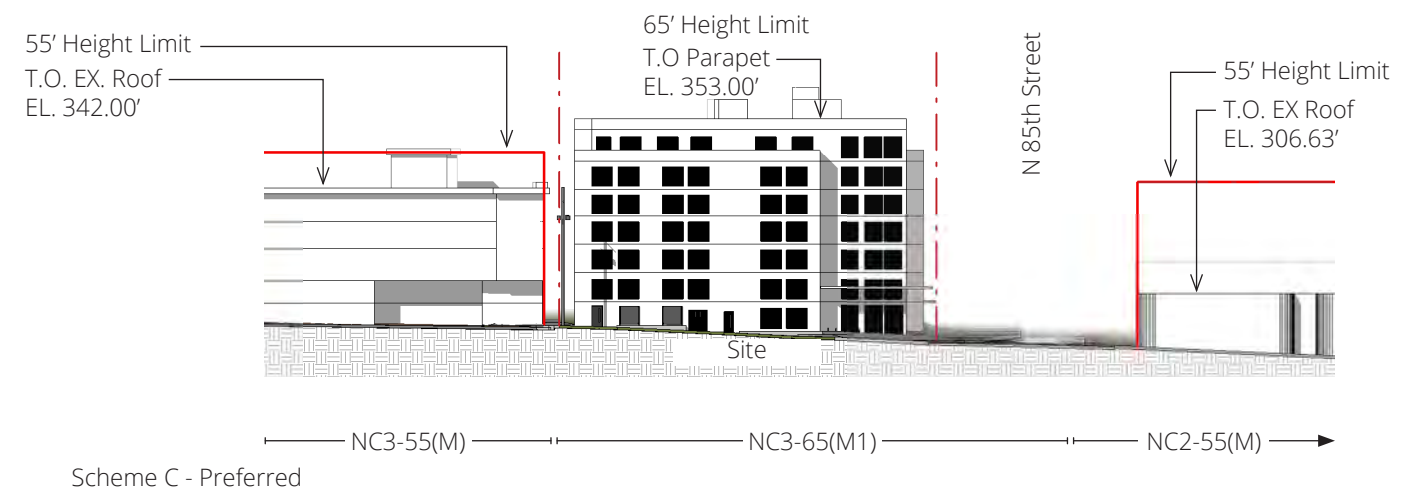 55’ Height Limit
T.O. EX. Roof
EL. 342.00’
65’ Height Limit
T.O Parapet
EL. 353.00’
N 85th Street
55’ Height Limit
T.O. EX Roof
EL. 306.63’
Site
NC3-55(M)
NC3-65(M1)
NC2-55(M)
Scheme C - Preferred